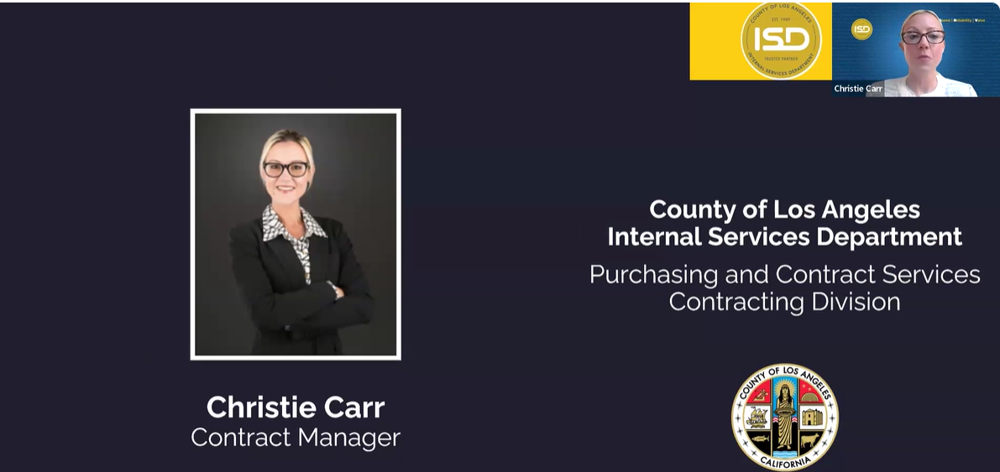 COUNTY OF LOS ANGELES
EST. 1989
ISD
TRUSTED PARTNER
INTERNAL SERVICES DEPARTMENT
ISD
Reliability | Value
Christie Carr
County of Los Angeles
Internal Services Department
Purchasing and Contract Services
Contracting Division
Christie Carr
Contract Manager
COUNTY OF LOS ANGELES
CALIFORNIA